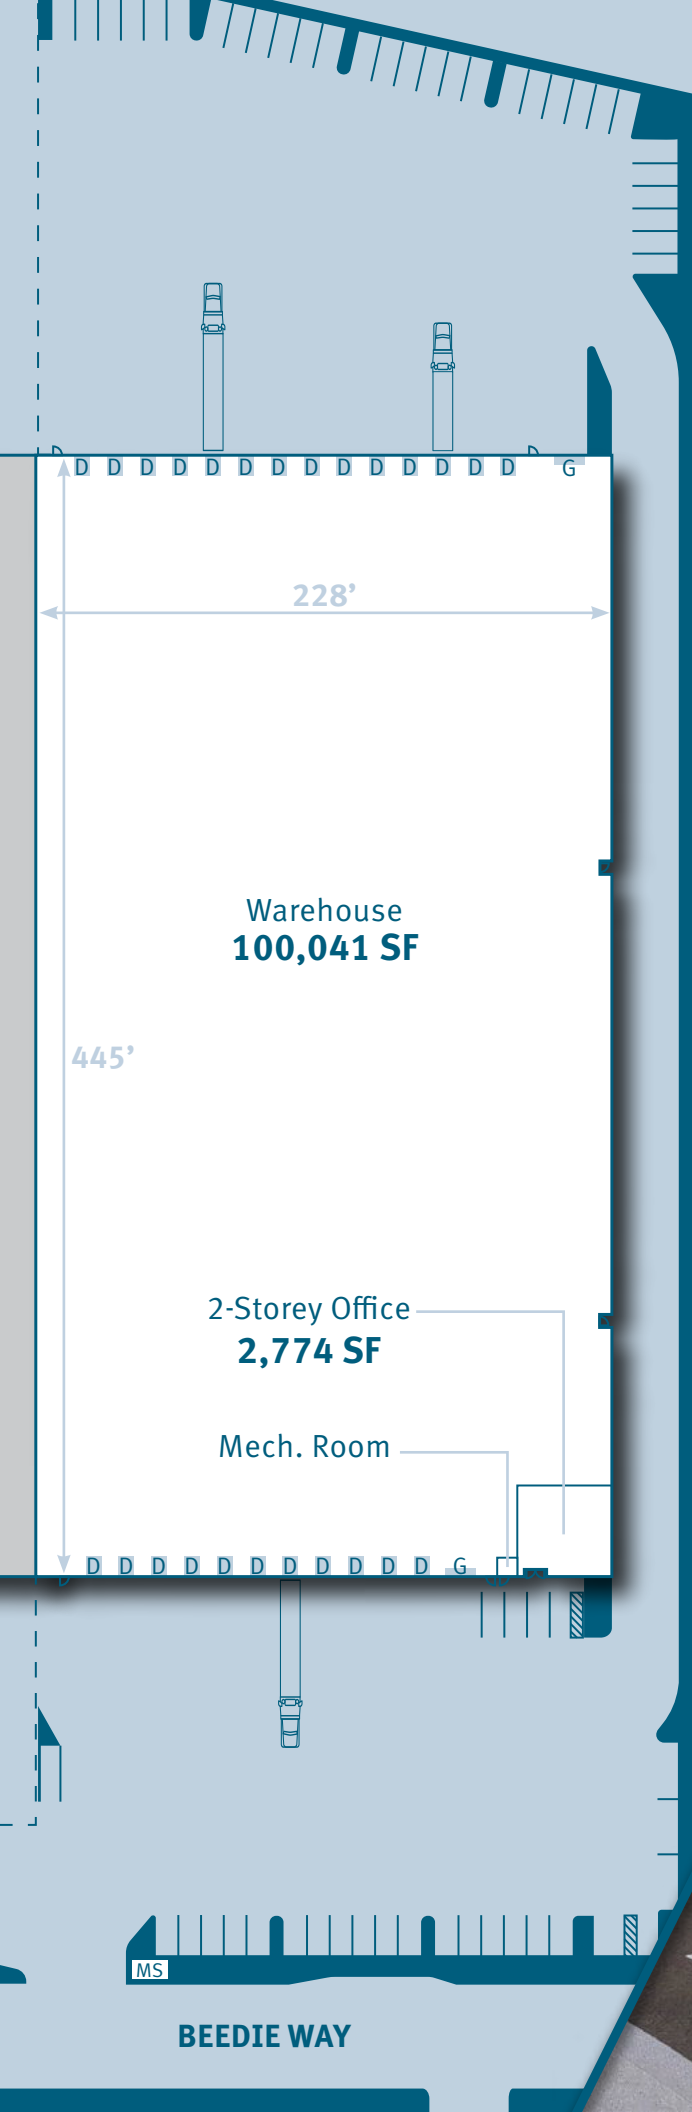 D D D D D D D D D D D D D D G
228’
Warehouse
100,041 SF
445’
2-Storey Office
2,774 SF
Mech. Room
D D D D D D D D D D D G
MS
BEEDIE WAY